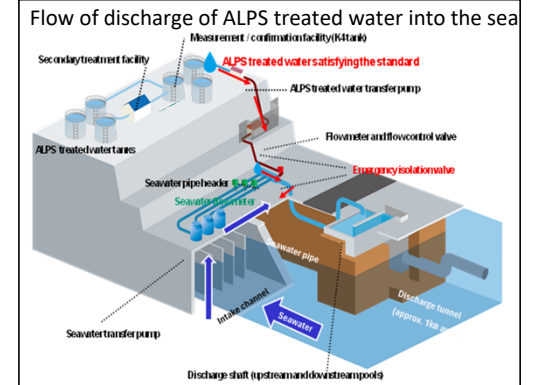 Flow of discharge of ALPS treated water into the sea
Measurement / confirmation facility (K4 tank)
Secondary treatment facility
ALPS treated water satisfying the standard
ALPS treated water transfer pump
ALPS treated water tanks
Flowmeter and flow control valve
Emergency isolation valve
Seawater pipe header
Seawater
meter
Seawater pipe
Intake channel
Seawater
Discharge tunnel
(approx. 1km
Seawater transfer pump
Discharge shaft (upstream and downstream pools)